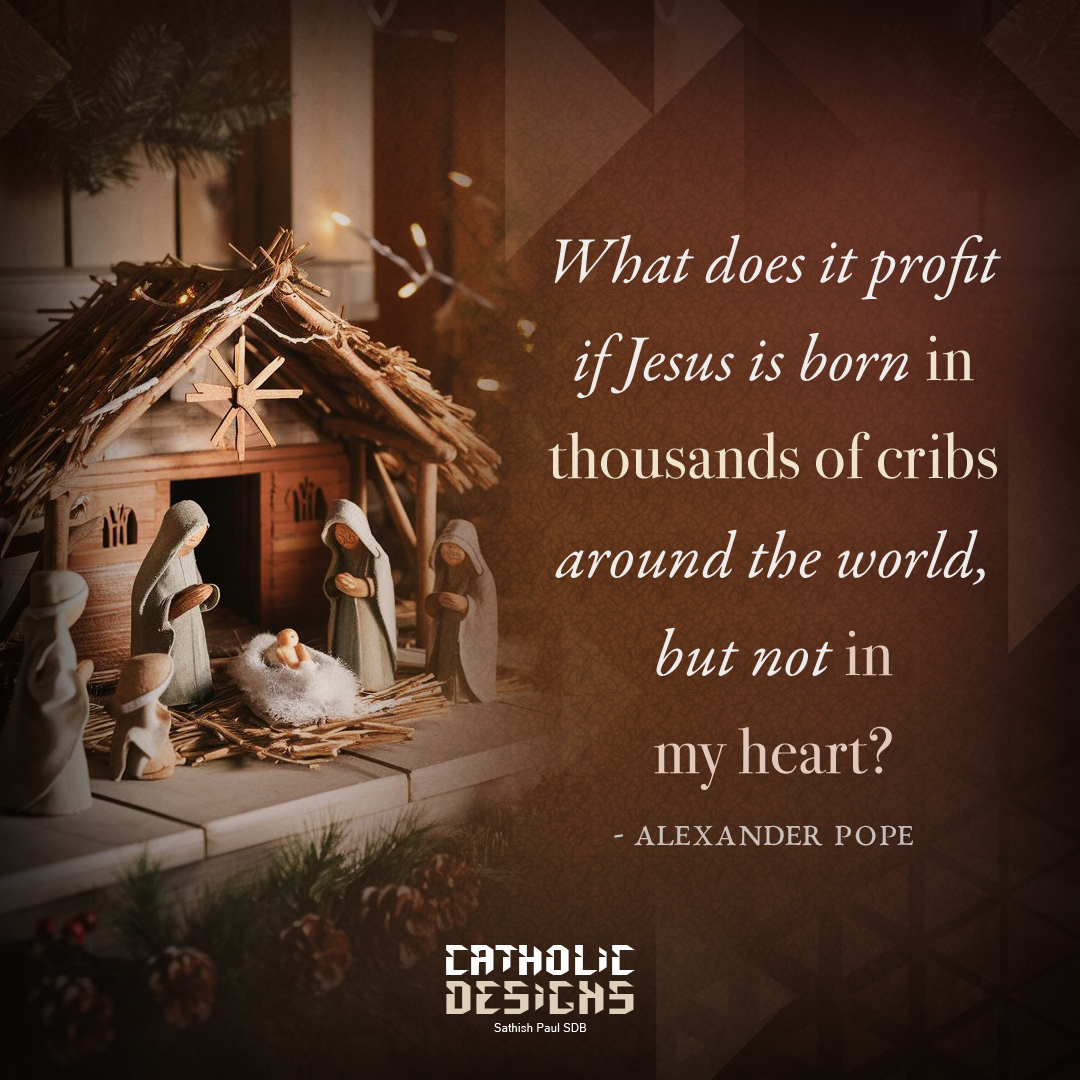 What does it profit
if Jesus is born in
thousands of cribs
around the world,
but not in
my heart?
- ALEXANDER POPE
CATHOLIC
DESIGNS
Sathish Paul SDB